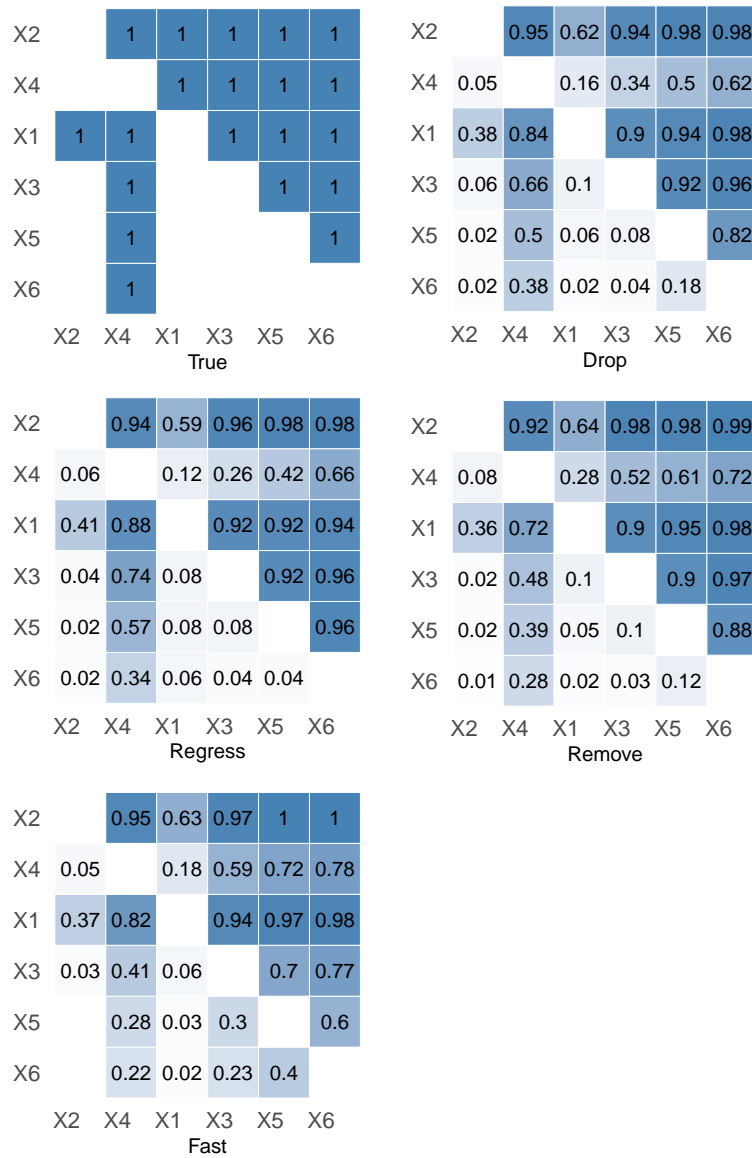 X2 1 1 1 1 1
X4 1 1 1 1
X1 1 1 1 1 1
X3 1 1 1
X5 1 1
X6 1
X2 X4 X1 X3 X5 X6
True
X2 0.95 0.62 0.94 0.98 0.98
X4 0.05 0.16 0.34 0.5 0.62
X1 0.38 0.84 0.9 0.94 0.98
X3 0.06 0.66 0.1 0.92 0.96
X5 0.02 0.5 0.06 0.08 0.82
X6 0.02 0.38 0.02 0.04 0.18
X2 X4 X1 X3 X5 X6
Drop
X2 0.94 0.59 0.96 0.98 0.98
X4 0.06 0.12 0.26 0.42 0.66
X1 0.41 0.88 0.92 0.92 0.94
X3 0.04 0.74 0.08 0.92 0.96
X5 0.02 0.57 0.08 0.08 0.96
X6 0.02 0.34 0.06 0.04 0.04
X2 X4 X1 X3 X5 X6
Regress
X2 0.92 0.64 0.98 0.98 0.99
X4 0.08 0.28 0.52 0.61 0.72
X1 0.36 0.72 0.9 0.95 0.98
X3 0.02 0.48 0.1 0.9 0.97
X5 0.02 0.39 0.05 0.1 0.88
X6 0.01 0.28 0.02 0.03 0.12
X2 X4 X1 X3 X5 X6
Remove
X2 0.95 0.63 0.97 1 1
X4 0.05 0.18 0.59 0.72 0.78
X1 0.37 0.82 0.94 0.97 0.98
X3 0.03 0.41 0.06 0.7 0.77
X5 0.28 0.03 0.3 0.6
X6 0.22 0.02 0.23 0.4
X2 X4 X1 X3 X5 X6
Fast